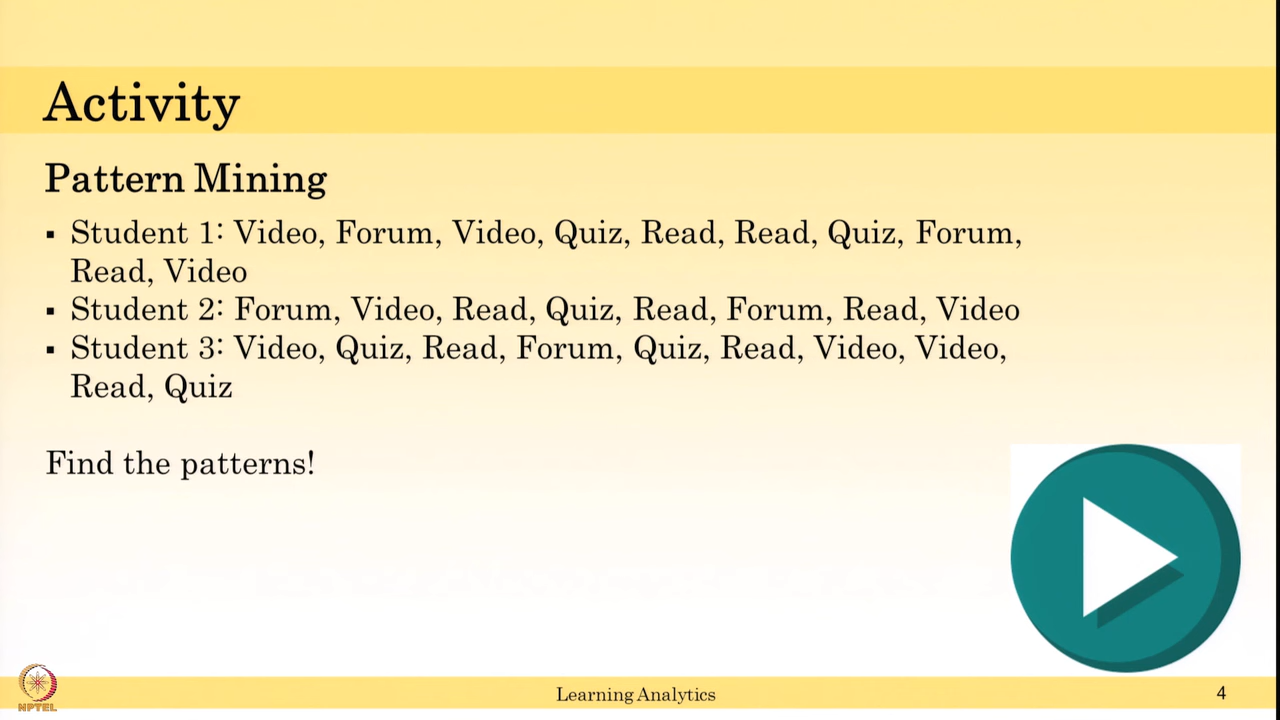 Activity
Pattern Mining
▪ Student 1: Video, Forum, Video, Quiz, Read, Read, Quiz, Forum,
Read, Video
▪ Student 2: Forum, Video, Read, Quiz, Read, Forum, Read, Video
▪ Student 3: Video, Quiz, Read, Forum, Quiz, Read, Video, Video,
Read, Quiz
Find the patterns!
NPTEL
Learning Analytics
4